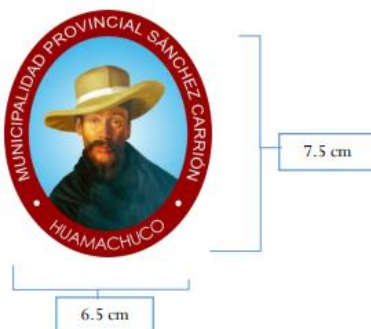 MUNICIPALIDAD PROVINCIAL SÁNCHEZ CARRIÓN
HUAMACHUCO
7.5 cm
6.5 cm